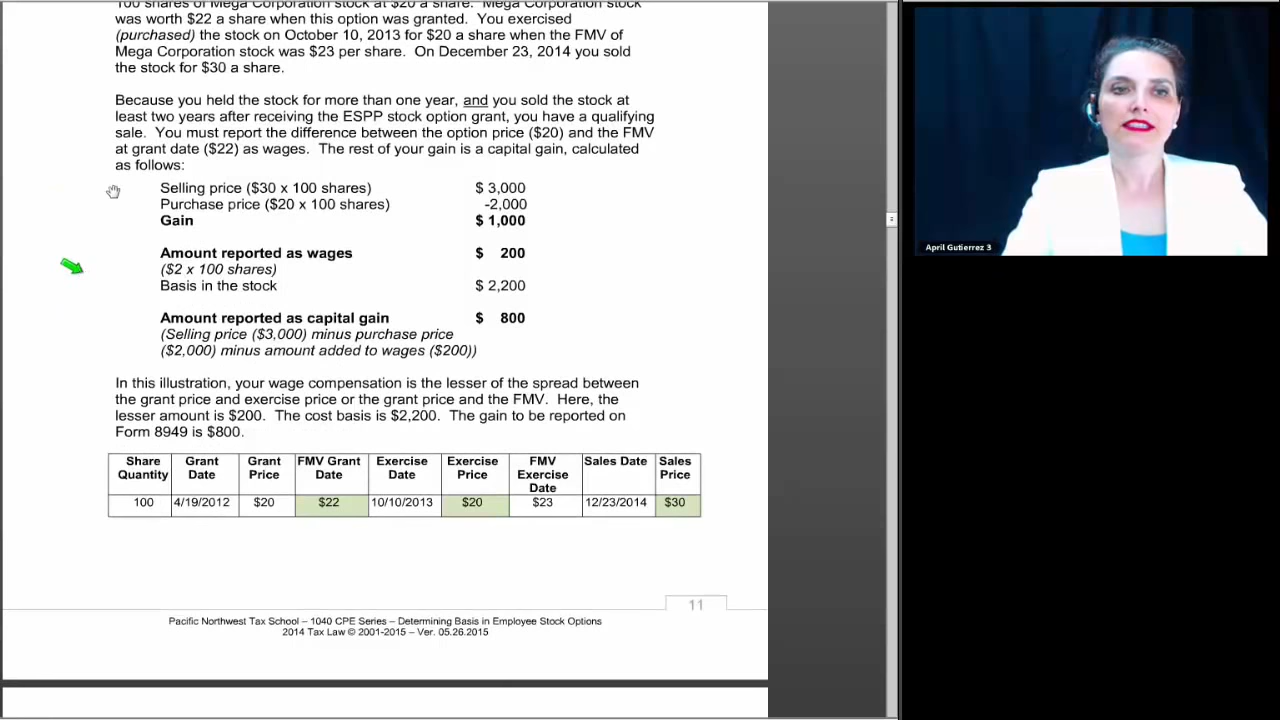 100 shares of Mega Corporation stock at $20 a share. Mega Corporation stock
was worth $22 a share when this option was granted. You exercised
(purchased) the stock on October 10, 2013 for $20 a share when the FMV of
Mega Corporation stock was $23 per share. On December 23, 2014 you sold
the stock for $30 a share.
Because you held the stock for more than one year, and you sold the stock at
least two years after receiving the ESPP stock option grant, you have a qualifying
sale. You must report the difference between the option price ($20) and the FMV
at grant date ($22) as wages. The rest of your gain is a capital gain, calculated
as follows:
Selling price ($30 x 100 shares) $ 3,000
Purchase price ($20 x 100 shares) -2,000
Gain $ 1,000
Amount reported as wages $ 200
($2 x 100 shares)
Basis in the stock $ 2,200
Amount reported as capital gain $ 800
(Selling price ($3,000) minus purchase price
($2,000) minus amount added to wages ($200))
In this illustration, your wage compensation is the lesser of the spread between
the grant price and exercise price or the grant price and the FMV. Here, the
lesser amount is $200. The cost basis is $2,200. The gain to be reported on
Form 8949 is $800.
Share Grant Grant FMV Grant Exercise Exercise FMV Sales Date Sales
Quantity Date Price Date Date Price Exercise Price
Date
100 4/19/2012 $20 $22 10/10/2013 $20 $23 12/23/2014 $30
11
Pacific Northwest Tax School – 1040 CPE Series – Determining Basis in Employee Stock Options
2014 Tax Law © 2001-2015 – Ver. 05.26.2015
April Gutierrez 3